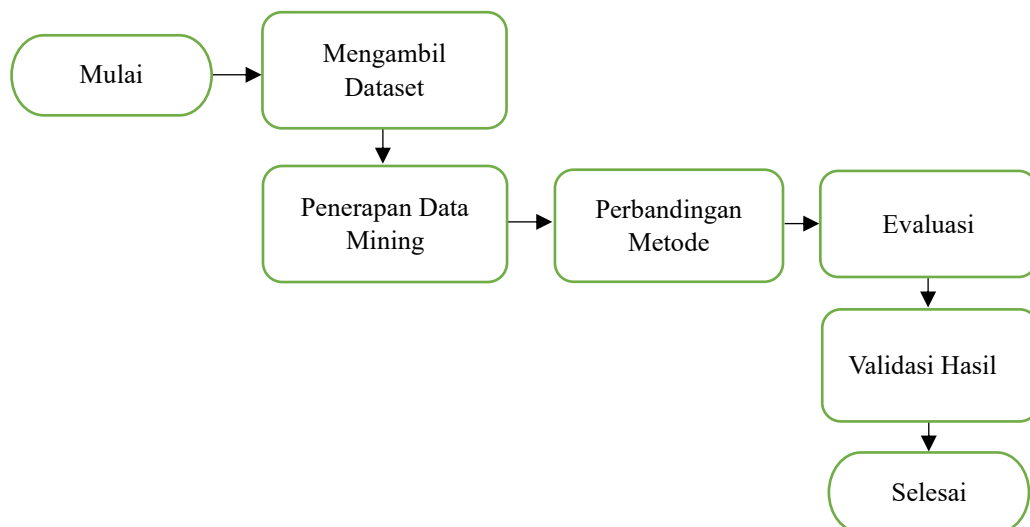 Mulai
Mengambil
Dataset
Penerapan Data
Mining
Perbandingan
Metode
Evaluasi
Validasi Hasil
Selesai